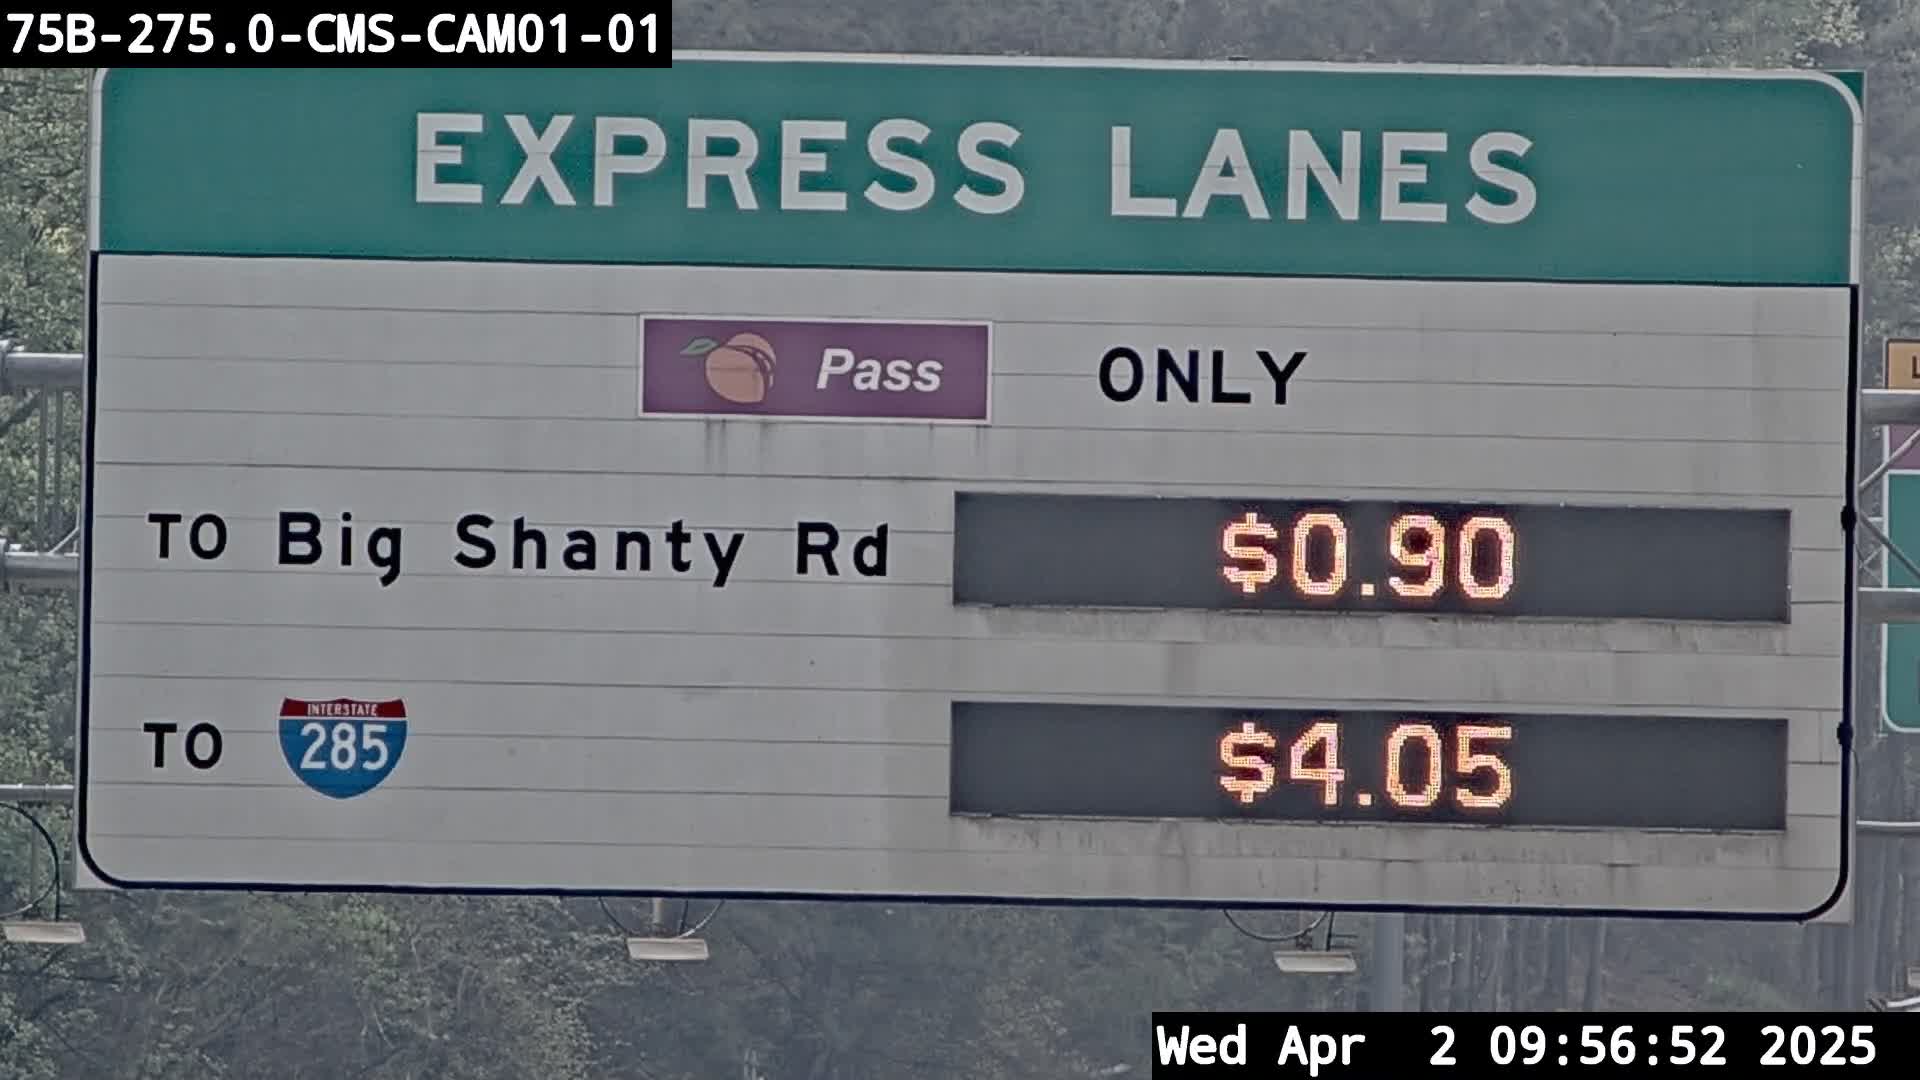 75B-275.0-CMS-CAM01-01
EXPRESS LANES
Pass ONLY
TO Big Shanty Rd $0.90
TO INTERSTATE 285 $4.05
Wed Apr 2 09:56:52 2025